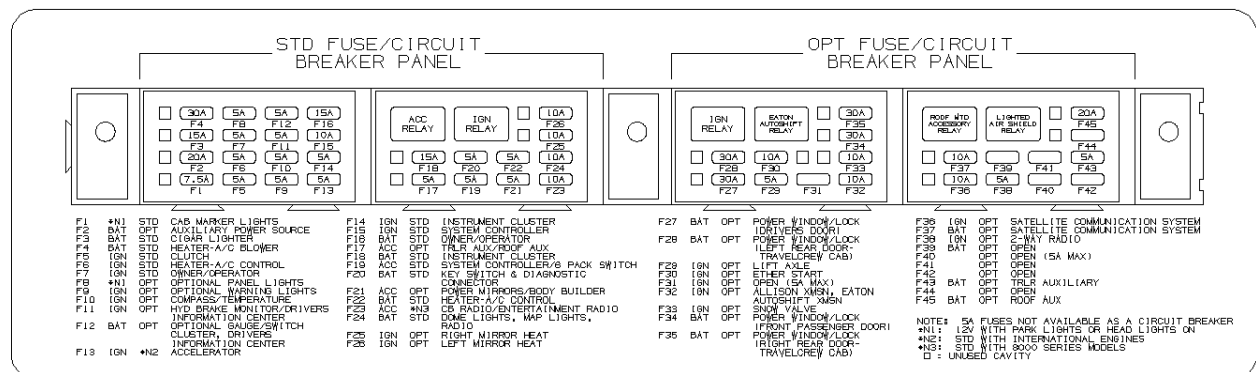 STD FUSE/CIRCUIT
BREAKER PANEL
OPT FUSE/CIRCUIT
BREAKER PANEL
30A 5A 5A 15A
F4 F8 F12 F16
15A 5A 5A 10A
F3 F7 F11 F15
20A 5A 5A 5A
F2 F6 F10 F14
7.5A 5A 5A 5A
F1 F5 F9 F13
ACC
RELAY
IGN
RELAY
10A
F26
10A
F25
15A 5A 5A 10A
F18 F20 F22 F24
5A 5A 5A 10A
F17 F19 F21 F23
IGN
RELAY
EATON
AUTOSHIFT
RELAY
30A
F35
30A
F34
30A 10A 10A
F28 F30 F33
30A 5A 10A
F27 F29 F31 F32
ROOF MTD
ACCESSORY
RELAY
LIGHTED
AIR SHIELD
RELAY
20A
F45
F44
10A 5A
F37 F39 F41 F43
10A 5A
F36 F38 F40 F42
F1 *N1 STD CAB MARKER LIGHTS
F2 BAT OPT AUXILIARY POWER SOURCE
F3 BAT STD CIGAR LIGHTER
F4 BAT STD HEATER-A/C BLOWER
F5 IGN STD CLUTCH
F6 IGN STD HEATER-A/C CONTROL
F7 IGN STD OWNER/OPERATOR
F8 *N1 OPT OPTIONAL PANEL LIGHTS
F9 IGN OPT OPTIONAL WARNING LIGHTS
F10 IGN OPT COMPASS/TEMPERATURE
F11 IGN OPT HYD BRAKE MONITOR/DRIVERS
INFORMATION CENTER
F12 BAT OPT OPTIONAL GAUGE/SWITCH
CLUSTER, DRIVERS
INFORMATION CENTER
F13 IGN *N2 ACCELERATOR
F14 IGN STD INSTRUMENT CLUSTER
F15 IGN STD SYSTEM CONTROLLER
F16 BAT STD OWNER/OPERATOR
F17 ACC OPT TRLR AUX/ROOF AUX
F18 BAT STD INSTRUMENT CLUSTER
F19 ACC STD SYSTEM CONTROLLER/6 PACK SWITCH
F20 BAT STD KEY SWITCH & DIAGNOSTIC
CONNECTOR
F21 ACC OPT POWER MIRRORS/BODY BUILDER
F22 BAT STD HEATER-A/C CONTROL
F23 ACC *N3 CB RADIO/ENTERTAINMENT RADIO
F24 BAT STD DOME LIGHTS, MAP LIGHTS,
RADIO
F25 IGN OPT RIGHT MIRROR HEAT
F26 IGN OPT LEFT MIRROR HEAT
F27 BAT OPT POWER WINDOW/LOCK
(DRIVERS DOOR)
F28 BAT OPT POWER WINDOW/LOCK
(LEFT REAR DOOR-
TRAVELCREW CAB)
F29 IGN OPT LIFT AXLE
F30 IGN OPT ETHER START
F31 IGN OPT OPEN (5A MAX)
F32 IGN OPT ALLISON XMSN, EATON
AUTOSHIFT XMSN
F33 IGN OPT SNOW VALVE
F34 BAT OPT POWER WINDOW/LOCK
(FRONT PASSENGER DOOR)
F35 BAT OPT POWER WINDOW/LOCK
(RIGHT REAR DOOR-
TRAVELCREW CAB)
F36 IGN OPT SATELLITE COMMUNICATION SYSTEM
F37 BAT OPT SATELLITE COMMUNICATION SYSTEM
F38 IGN OPT 2-WAY RADIO
F39 BAT OPT OPEN
F40 OPT OPEN (5A MAX)
F41 OPT OPEN
F42 OPT OPEN
F43 BAT OPT TRLR AUXILIARY
F44 OPT OPEN
F45 BAT OPT ROOF AUX
NOTE: 5A FUSES NOT AVAILABLE AS A CIRCUIT BREAKER
*N1: 12V WITH PARK LIGHTS OR HEAD LIGHTS ON
*N2: STD WITH INTERNATIONAL ENGINES
*N3: STD WITH 8000 SERIES MODELS
□ : UNUSED CAVITY